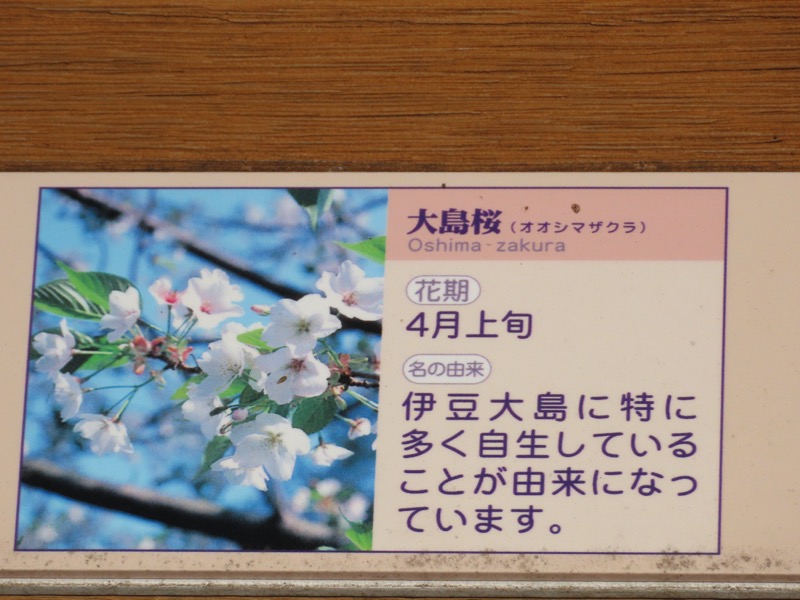 大島桜（オオシマザクラ）
Oshima-zakura
花期
4月上旬
名の由来
伊豆大島に特に
多く自生している
ことが由来になっ
ています。